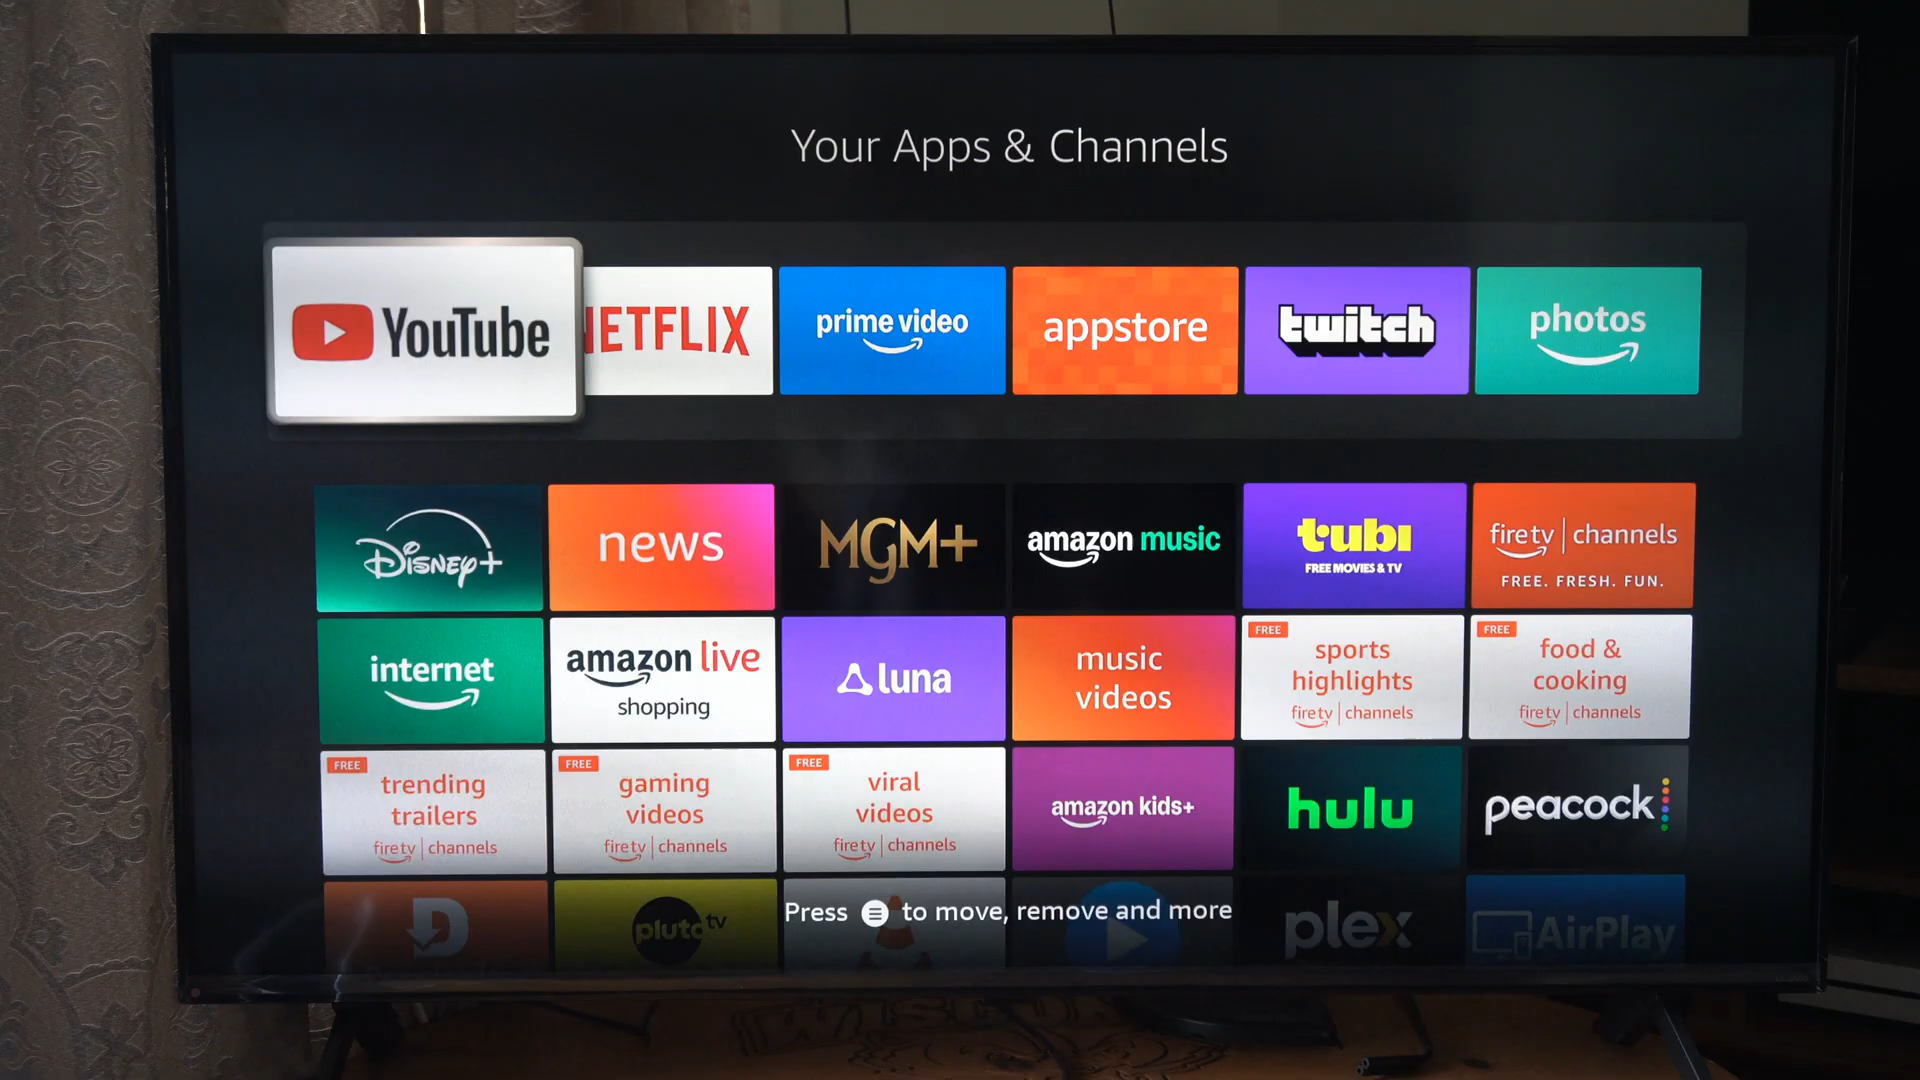 Your Apps & Channels
YouTube
NETFLIX
prime video
appstore
twitch
photos
Disney+
news
MGM+
amazon music
tubi
FREE MOVIES & TV
firetv | channels
FREE. FRESH. FUN.
internet
amazon live
shopping
luna
music
videos
FREE
sports
highlights
firetv | channels
FREE
food &
cooking
firetv | channels
FREE
trending
trailers
firetv | channels
FREE
gaming
videos
firetv | channels
FREE
viral
videos
firetv | channels
amazon kids+
hulu
peacock
D
pluto tv
Press to move, remove and more
plex
AirPlay